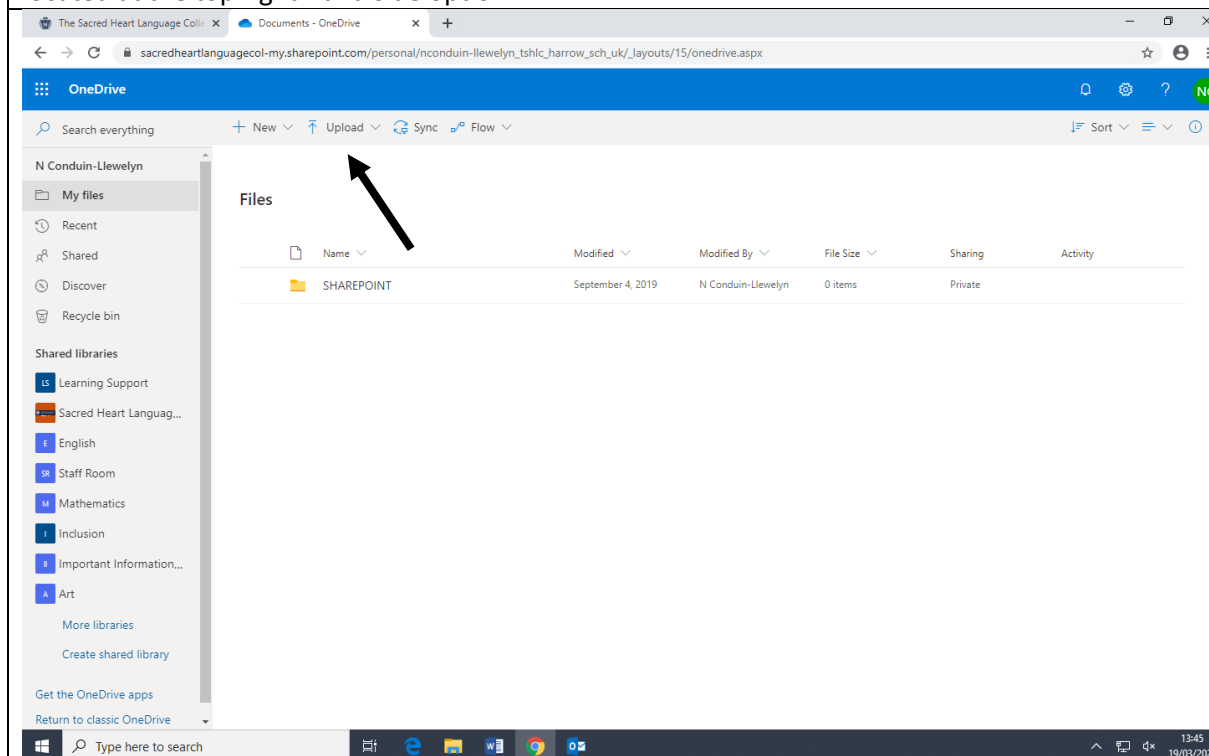 The Sacred Heart Language Colle
Documents - OneDrive
sacredheartlanguagecol-my.sharepoint.com/personal/nconduin-llewelyn_tshlc_harrow_sch_uk/_layouts/15/onedrive.aspx
OneDrive
Search everything
New
Upload
Sync
Flow
Sort
N Conduin-Llewelyn
My files
Recent
Shared
Discover
Recycle bin
Shared libraries
LS Learning Support
Sacred Heart Languag...
E English
SR Staff Room
M Mathematics
I Inclusion
II Important Information,...
A Art
More libraries
Create shared library
Get the OneDrive apps
Return to classic OneDrive
Files
Name Modified Modified By File Size Sharing Activity
SHAREPOINT September 4, 2019 N Conduin-Llewelyn 0 items Private
Type here to search
13:45